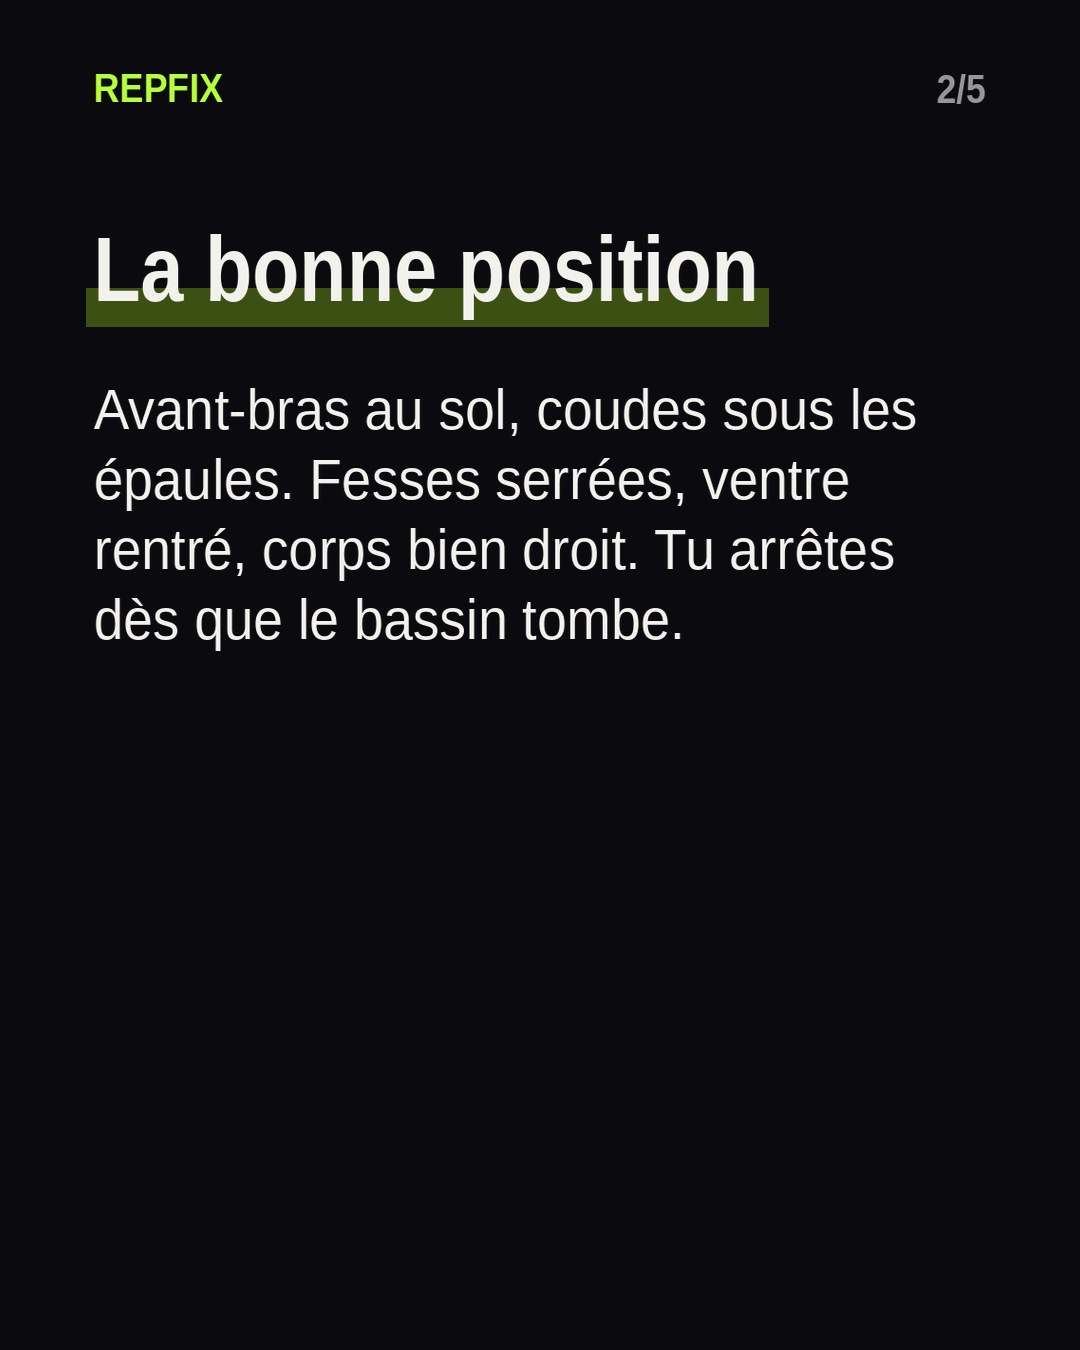 REPFIX
2/5
La bonne position
Avant-bras au sol, coudes sous les
épaules. Fesses serrées, ventre
rentré, corps bien droit. Tu arrêtes
dès que le bassin tombe.